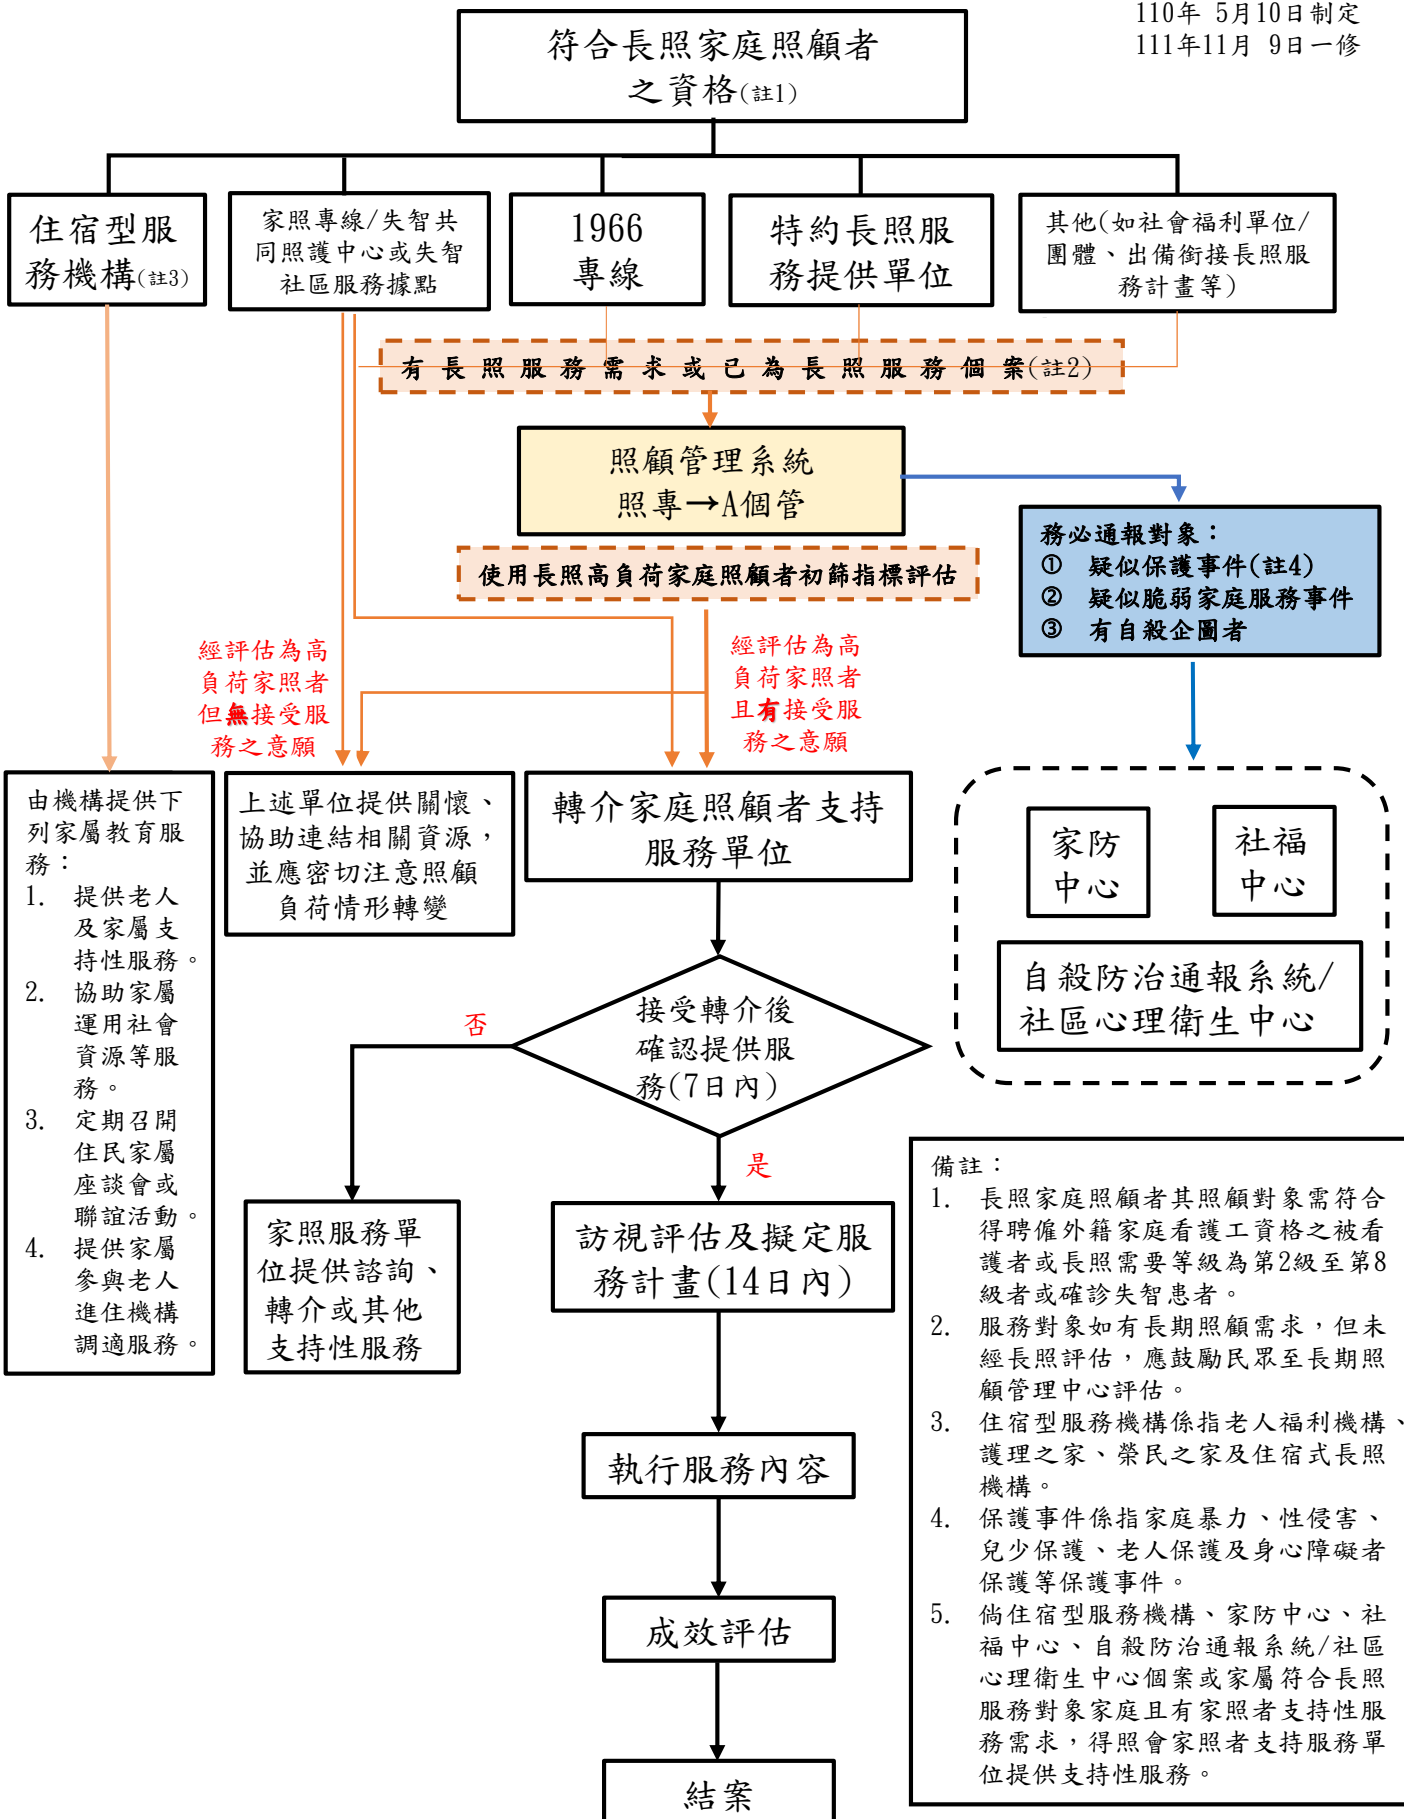 110年 5月10日制定
111年11月 9日一修
符合長照家庭照顧者
之資格(註1)
住宿型服
務機構(註3)
家照專線/失智共
同照護中心或失智
社區服務據點
1966
專線
特約長照服
務提供單位
其他(如社會福利單位/
團體、出備銜接長照服
務計畫等)
有長照服務需求或已為長照服務個案(註2)
照顧管理系統
照專→A個管
務必通報對象：
① 疑似保護事件(註4)
② 疑似脆弱家庭服務事件
③ 有自殺企圖者
使用長照高負荷家庭照顧者初篩指標評估
經評估為高
負荷家照者
但無接受服
務之意願
經評估為高
負荷家照者
且有接受服
務之意願
由機構提供下
列家屬教育服
務：
1. 提供老人
及家屬支
持性服務。
2. 協助家屬
運用社會
資源等服
務。
3. 定期召開
住民家屬
座談會或
聯誼活動。
4. 提供家屬
參與老人
進住機構
調適服務。
上述單位提供關懷、
協助連結相關資源，
並應密切注意照顧
負荷情形轉變
轉介家庭照顧者支持
服務單位
家防
中心
社福
中心
自殺防治通報系統/
社區心理衛生中心
接受轉介後
確認提供服
務(7日內)
否
是
家照服務單
位提供諮詢、
轉介或其他
支持性服務
訪視評估及擬定服
務計畫(14日內)
執行服務內容
成效評估
結案
備註：
1. 長照家庭照顧者其照顧對象需符合
得聘僱外籍家庭看護工資格之被看
護者或長照需要等級為第2級至第8
級者或確診失智患者。
2. 服務對象如有長期照顧需求，但未
經長照評估，應鼓勵民眾至長期照
顧管理中心評估。
3. 住宿型服務機構係指老人福利機構、
護理之家、榮民之家及住宿式長照
機構。
4. 保護事件係指家庭暴力、性侵害、
兒少保護、老人保護及身心障礙者
保護等保護事件。
5. 倘住宿型服務機構、家防中心、社
福中心、自殺防治通報系統/社區
心理衛生中心個案或家屬符合長照
服務對象家庭且有家照者支持性服
務需求，得照會家照者支持服務單
位提供支持性服務。